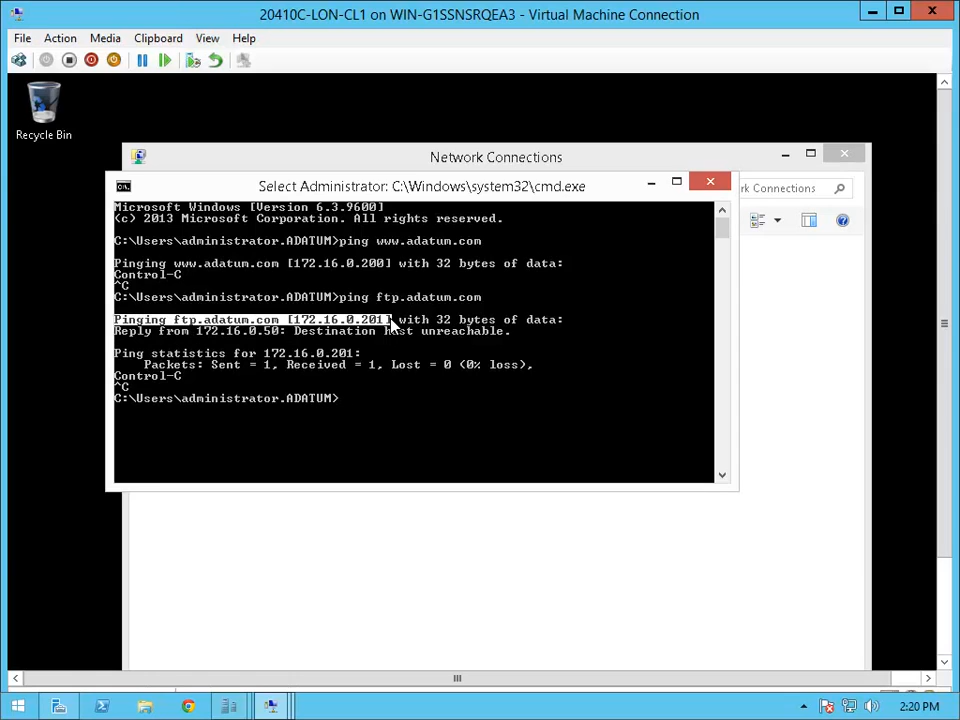 20410C-LON-CL1 on WIN-G1SSNSRQEA3 - Virtual Machine Connection
File Action Media Clipboard View Help
Recycle Bin
Network Connections
Select Administrator: C:\Windows\system32\cmd.exe
rk Connections
Microsoft Windows [Version 6.3.9600]
(c) 2013 Microsoft Corporation. All rights reserved.
C:\Users\administrator.ADATUM>ping www.adatum.com
Pinging www.adatum.com [172.16.0.200] with 32 bytes of data:
Control-C
^C
C:\Users\administrator.ADATUM>ping ftp.adatum.com
Pinging ftp.adatum.com [172.16.0.201] with 32 bytes of data:
Reply from 172.16.0.50: Destination host unreachable.
Ping statistics for 172.16.0.201:
Packets: Sent = 1, Received = 1, Lost = 0 (0% loss),
Control-C
^C
C:\Users\administrator.ADATUM>
2:20 PM